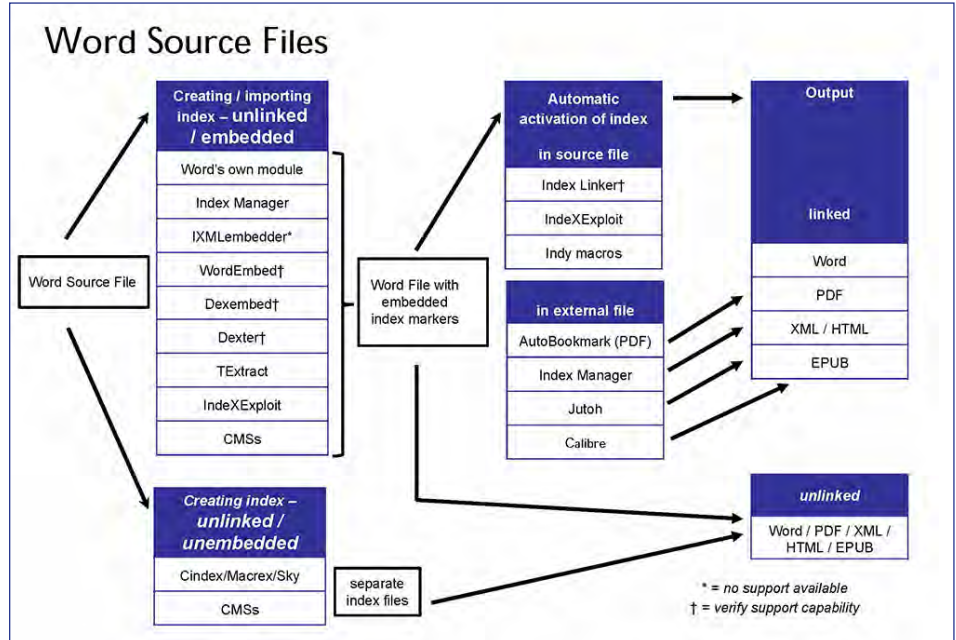 Word Source Files
Word Source File
Creating / importing
index – unlinked
/ embedded
Word's own module
Index Manager
IXMLembedder*
WordEmbed†
Dexembed†
Dexter†
TExtract
IndeXExploit
CMSs
Creating index –
unlinked /
unembedded
Cindex/Macrex/Sky
CMSs
separate
index files
Word File with
embedded
index markers
Automatic
activation of index
in source file
Index Linker†
IndeXExploit
Indy macros
in external file
AutoBookmark (PDF)
Index Manager
Jutoh
Calibre
Output
linked
Word
PDF
XML / HTML
EPUB
unlinked
Word / PDF / XML /
HTML / EPUB
* = no support available
† = verify support capability